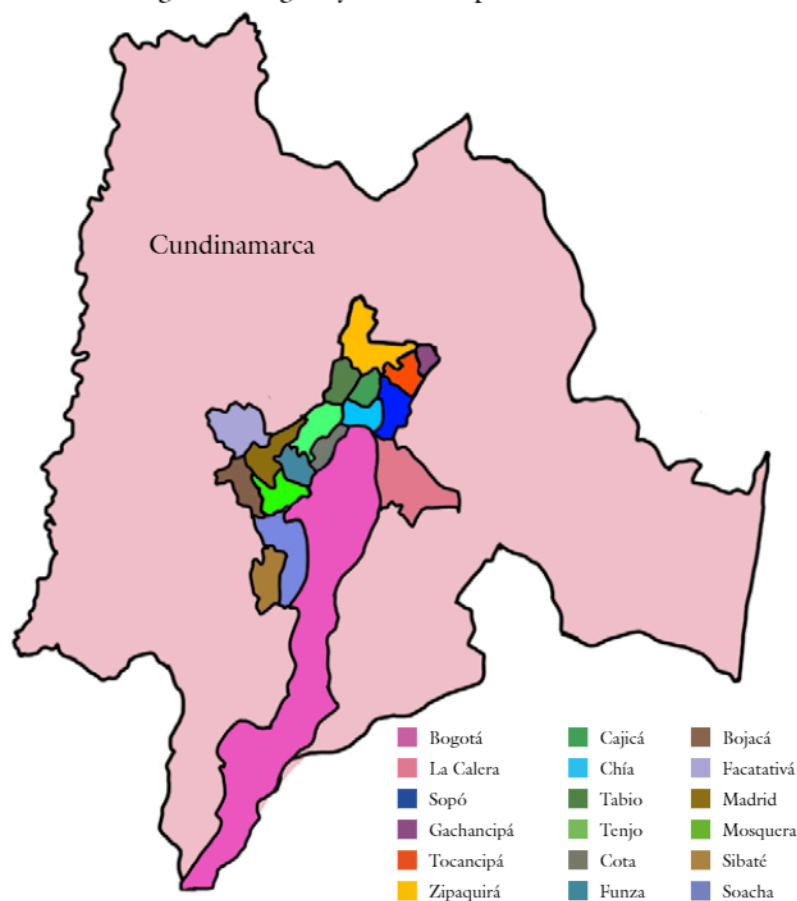 Cundinamarca
Bogotá
La Calera
Sopó
Gachancipá
Tocancipá
Zipaquirá
Cajicá
Chía
Tabio
Tenjo
Cota
Funza
Bojacá
Facatativá
Madrid
Mosquera
Sibaté
Soacha